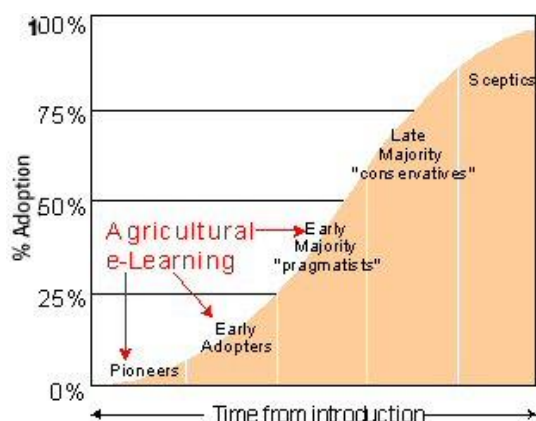 100%
Sceptics
75%
Late
Majority
"conservatives"
50%
% Adoption
Agricultural
e-Learning
Early
Majority
"pragmatists"
25%
Early
Adopters
Pioneers
0%
Time from introduction